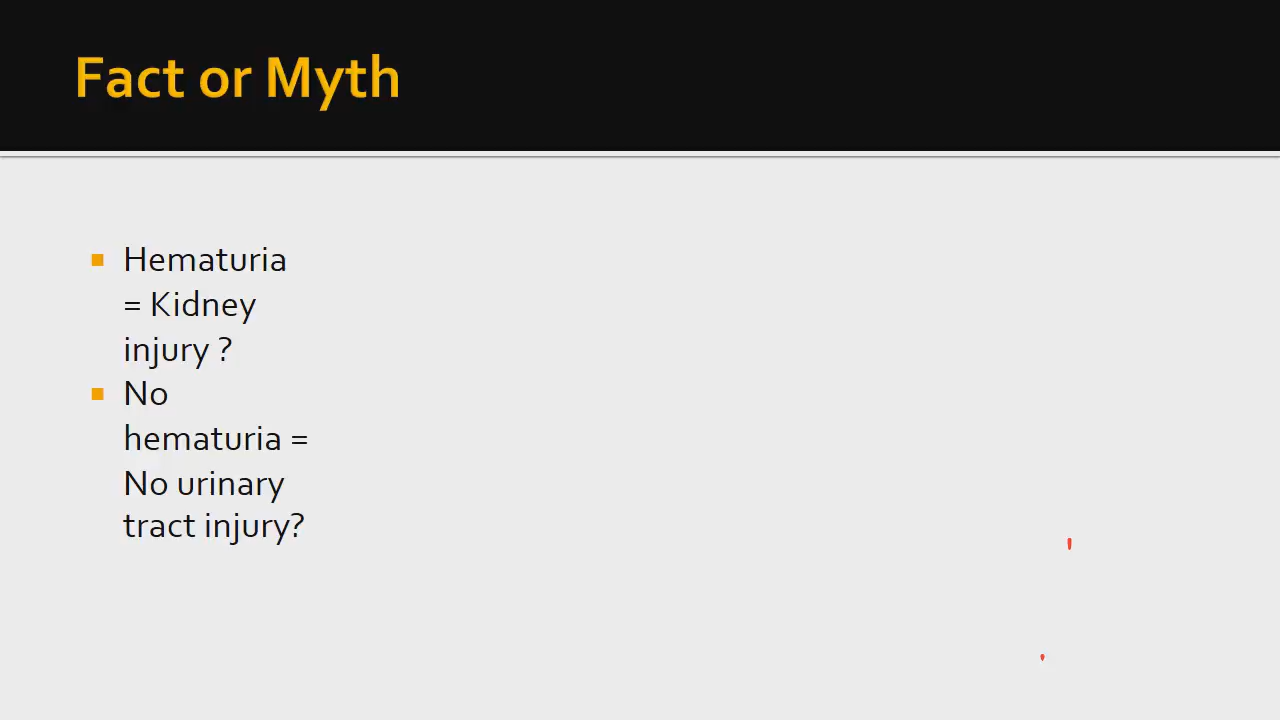 Fact or Myth
Hematuria
= Kidney
injury ?
No
hematuria =
No urinary
tract injury?